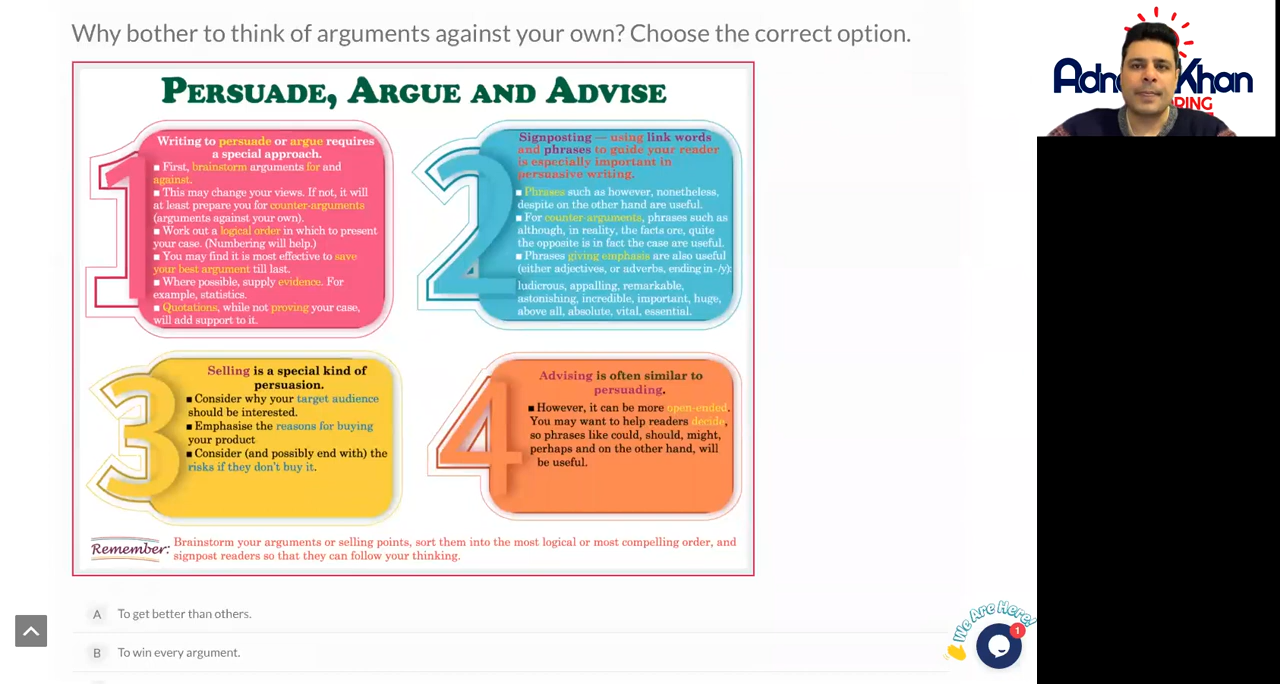 Why bother to think of arguments against your own? Choose the correct option.
PERSUADE, ARGUE AND ADVISE
1
Writing to persuade or argue requires
a special approach.
■ First, brainstorm arguments for and
against.
■ This may change your views. If not, it will
at least prepare you for counter-arguments
(arguments against your own).
■ Work out a logical order in which to present
your case. (Numbering will help.)
■ You may find it is most effective to save
your best argument till last.
■ Where possible, supply evidence. For
example, statistics.
■ Quotations, while not proving your case,
will add support to it.
2
Signposting — using link words
and phrases to guide your reader
is especially important in
persuasive writing.
■ Phrases such as however, nonetheless,
despite on the other hand are useful.
■ For counter-arguments, phrases such as
although, in reality, the facts ore, quite
the opposite is in fact the case are useful.
■ Phrases giving emphasis are also useful
(either adjectives, or adverbs, ending in-/y):
ludicrous, appalling, remarkable,
astonishing, incredible, important, huge,
above all, absolute, vital, essential.
3
Selling is a special kind of
persuasion.
■ Consider why your target audience
should be interested.
■ Emphasise the reasons for buying
your product
■ Consider (and possibly end with) the
risks if they don't buy it.
4
Advising is often similar to
persuading.
■ However, it can be more open-ended.
You may want to help readers decide,
so phrases like could, should, might,
perhaps and on the other hand, will
be useful.
Remember: Brainstorm your arguments or selling points, sort them into the most logical or most compelling order, and
signpost readers so that they can follow your thinking.
A To get better than others.
B To win every argument.
We Are Here!
1
Khan